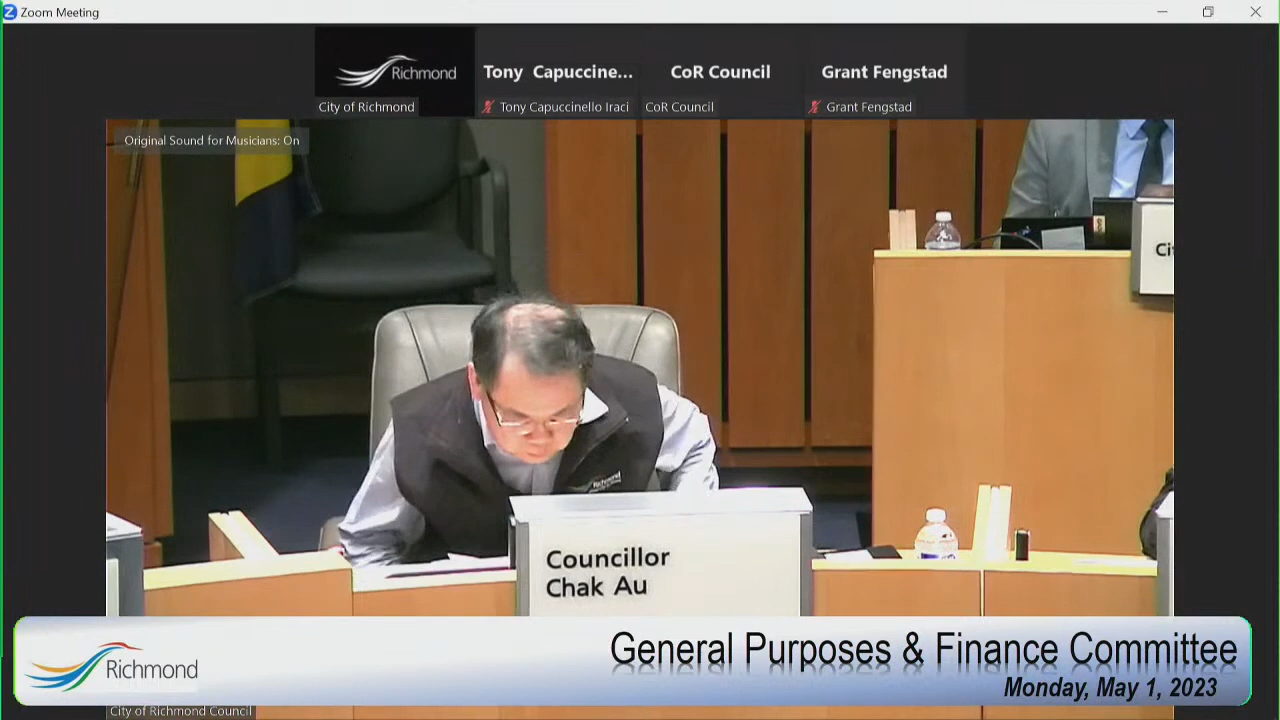 Zoom Meeting
Richmond
Tony Capuccine...
CoR Council
Grant Fengstad
City of Richmond
Tony Capuccinello Iraci
CoR Council
Grant Fengstad
Original Sound for Musicians: On
Richmond
Councillor
Chak Au
General Purposes & Finance Committee
Richmond
Monday, May 1, 2023
City of Richmond Council